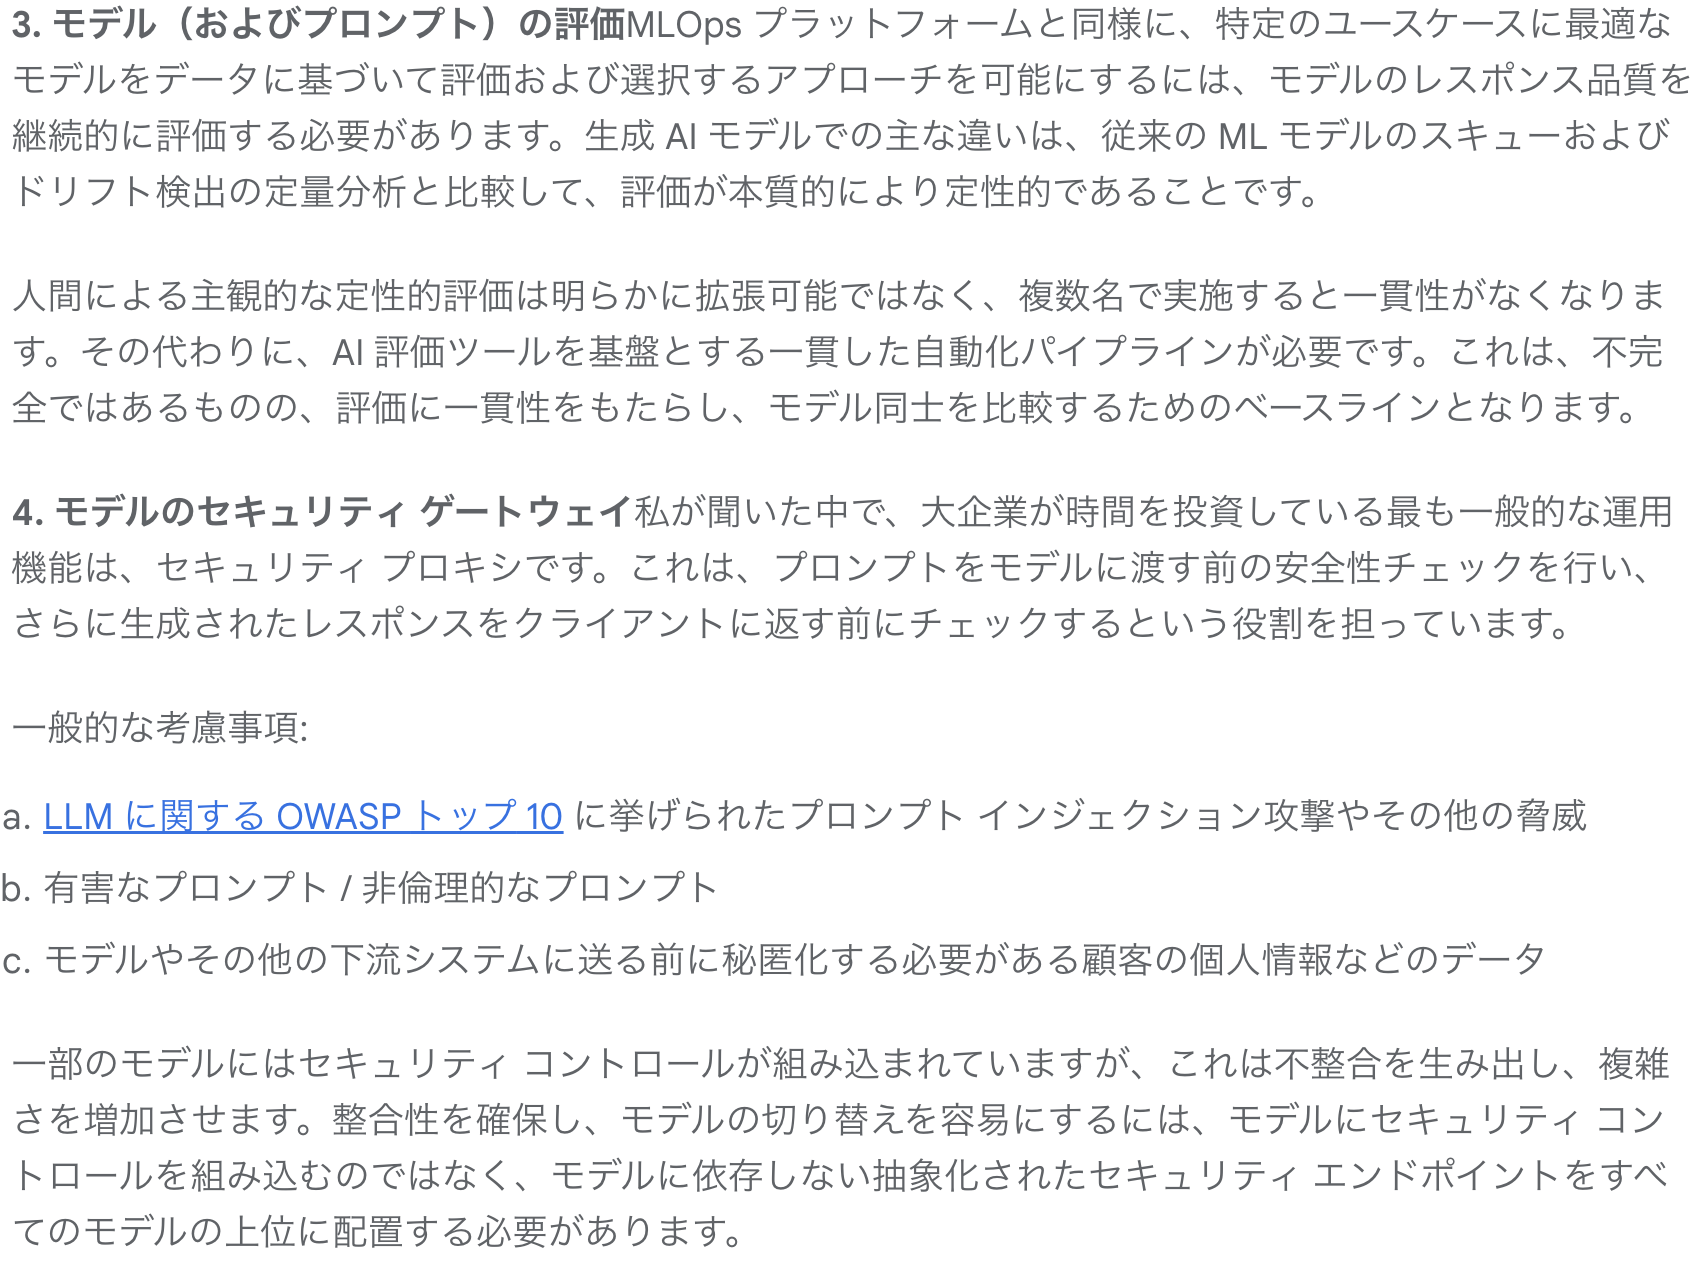 3. モデル（およびプロンプト）の評価MLOps プラットフォームと同様に、特定のユースケースに最適な
モデルをデータに基づいて評価および選択するアプローチを可能にするには、モデルのレスポンス品質を
継続的に評価する必要があります。生成 AI モデルでの主な違いは、従来の ML モデルのスキューおよび
ドリフト検出の定量分析と比較して、評価が本質的により定性的であることです。
人間による主観的な定性的評価は明らかに拡張可能ではなく、複数名で実施すると一貫性がなくなりま
す。その代わりに、AI 評価ツールを基盤とする一貫した自動化パイプラインが必要です。これは、不完
全ではあるものの、評価に一貫性をもたらし、モデル同士を比較するためのベースラインとなります。
4. モデルのセキュリティ ゲートウェイ私が聞いた中で、大企業が時間を投資している最も一般的な運用
機能は、セキュリティ プロキシです。これは、プロンプトをモデルに渡す前の安全性チェックを行い、
さらに生成されたレスポンスをクライアントに返す前にチェックするという役割を担っています。
一般的な考慮事項:
a. LLM に関する OWASP トップ 10 に挙げられたプロンプト インジェクション攻撃やその他の脅威
b. 有害なプロンプト / 非倫理的なプロンプト
c. モデルやその他の下流システムに送る前に秘匿化する必要がある顧客の個人情報などのデータ
一部のモデルにはセキュリティ コントロールが組み込まれていますが、これは不整合を生み出し、複雑
さを増加させます。整合性を確保し、モデルの切り替えを容易にするには、モデルにセキュリティ コン
トロールを組み込むのではなく、モデルに依存しない抽象化されたセキュリティ エンドポイントをすべ
てのモデルの上位に配置する必要があります。